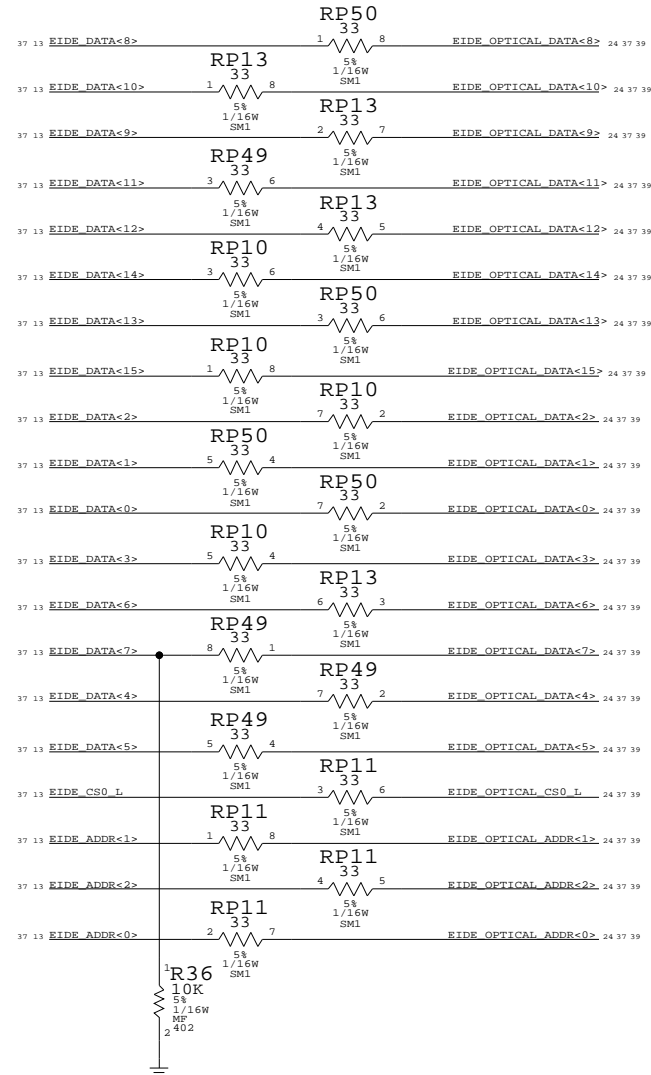 RP50
33
37 13 EIDE_DATA<8> 1 8 EIDE_OPTICAL_DATA<8> 24 37 39
5%
1/16W
SM1
RP13
33
37 13 EIDE_DATA<10> 1 8 EIDE_OPTICAL_DATA<10> 24 37 39
5%
1/16W
SM1
RP13
33
37 13 EIDE_DATA<9> 2 7 EIDE_OPTICAL_DATA<9> 24 37 39
5%
1/16W
SM1
RP49
33
37 13 EIDE_DATA<11> 3 6 EIDE_OPTICAL_DATA<11> 24 37 39
5%
1/16W
SM1
RP13
33
37 13 EIDE_DATA<12> 4 5 EIDE_OPTICAL_DATA<12> 24 37 39
5%
1/16W
SM1
RP10
33
37 13 EIDE_DATA<14> 3 6 EIDE_OPTICAL_DATA<14> 24 37 39
5%
1/16W
SM1
RP50
33
37 13 EIDE_DATA<13> 3 6 EIDE_OPTICAL_DATA<13> 24 37 39
5%
1/16W
SM1
RP10
33
37 13 EIDE_DATA<15> 1 8 EIDE_OPTICAL_DATA<15> 24 37 39
5%
1/16W
SM1
RP10
33
37 13 EIDE_DATA<2> 7 2 EIDE_OPTICAL_DATA<2> 24 37 39
5%
1/16W
SM1
RP50
33
37 13 EIDE_DATA<1> 5 4 EIDE_OPTICAL_DATA<1> 24 37 39
5%
1/16W
SM1
RP50
33
37 13 EIDE_DATA<0> 7 2 EIDE_OPTICAL_DATA<0> 24 37 39
5%
1/16W
SM1
RP10
33
37 13 EIDE_DATA<3> 5 4 EIDE_OPTICAL_DATA<3> 24 37 39
5%
1/16W
SM1
RP13
33
37 13 EIDE_DATA<6> 6 3 EIDE_OPTICAL_DATA<6> 24 37 39
5%
1/16W
SM1
RP49
33
37 13 EIDE_DATA<7> 8 1 EIDE_OPTICAL_DATA<7> 24 37 39
5%
1/16W
SM1
RP49
33
37 13 EIDE_DATA<4> 7 2 EIDE_OPTICAL_DATA<4> 24 37 39
5%
1/16W
SM1
RP49
33
37 13 EIDE_DATA<5> 5 4 EIDE_OPTICAL_DATA<5> 24 37 39
5%
1/16W
SM1
RP11
33
37 13 EIDE_CS0_L 3 6 EIDE_OPTICAL_CS0_L 24 37 39
5%
1/16W
SM1
RP11
33
37 13 EIDE_ADDR<1> 1 8 EIDE_OPTICAL_ADDR<1> 24 37 39
5%
1/16W
SM1
RP11
33
37 13 EIDE_ADDR<2> 4 5 EIDE_OPTICAL_ADDR<2> 24 37 39
5%
1/16W
SM1
RP11
33
37 13 EIDE_ADDR<0> 2 7 EIDE_OPTICAL_ADDR<0> 24 37 39
5%
1/16W
SM1
1 R36
10K
5%
1/16W
MF
2 402